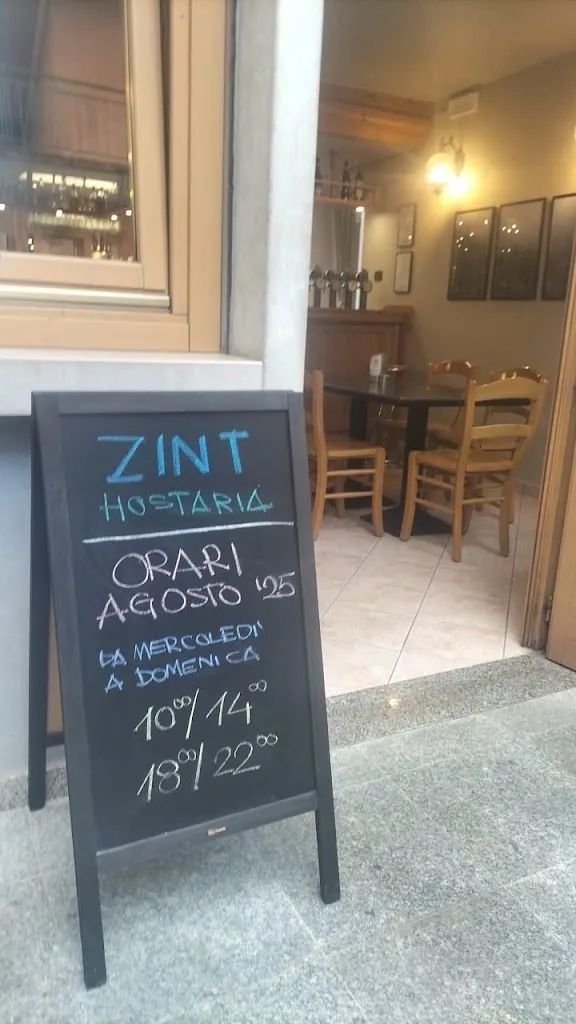 ZINT
HOSTARIA
ORARI
AGOSTO '25
DA MERCOLEDI'
A DOMENICA
10⁰⁰/14⁰⁰
18⁰⁰/22⁰⁰